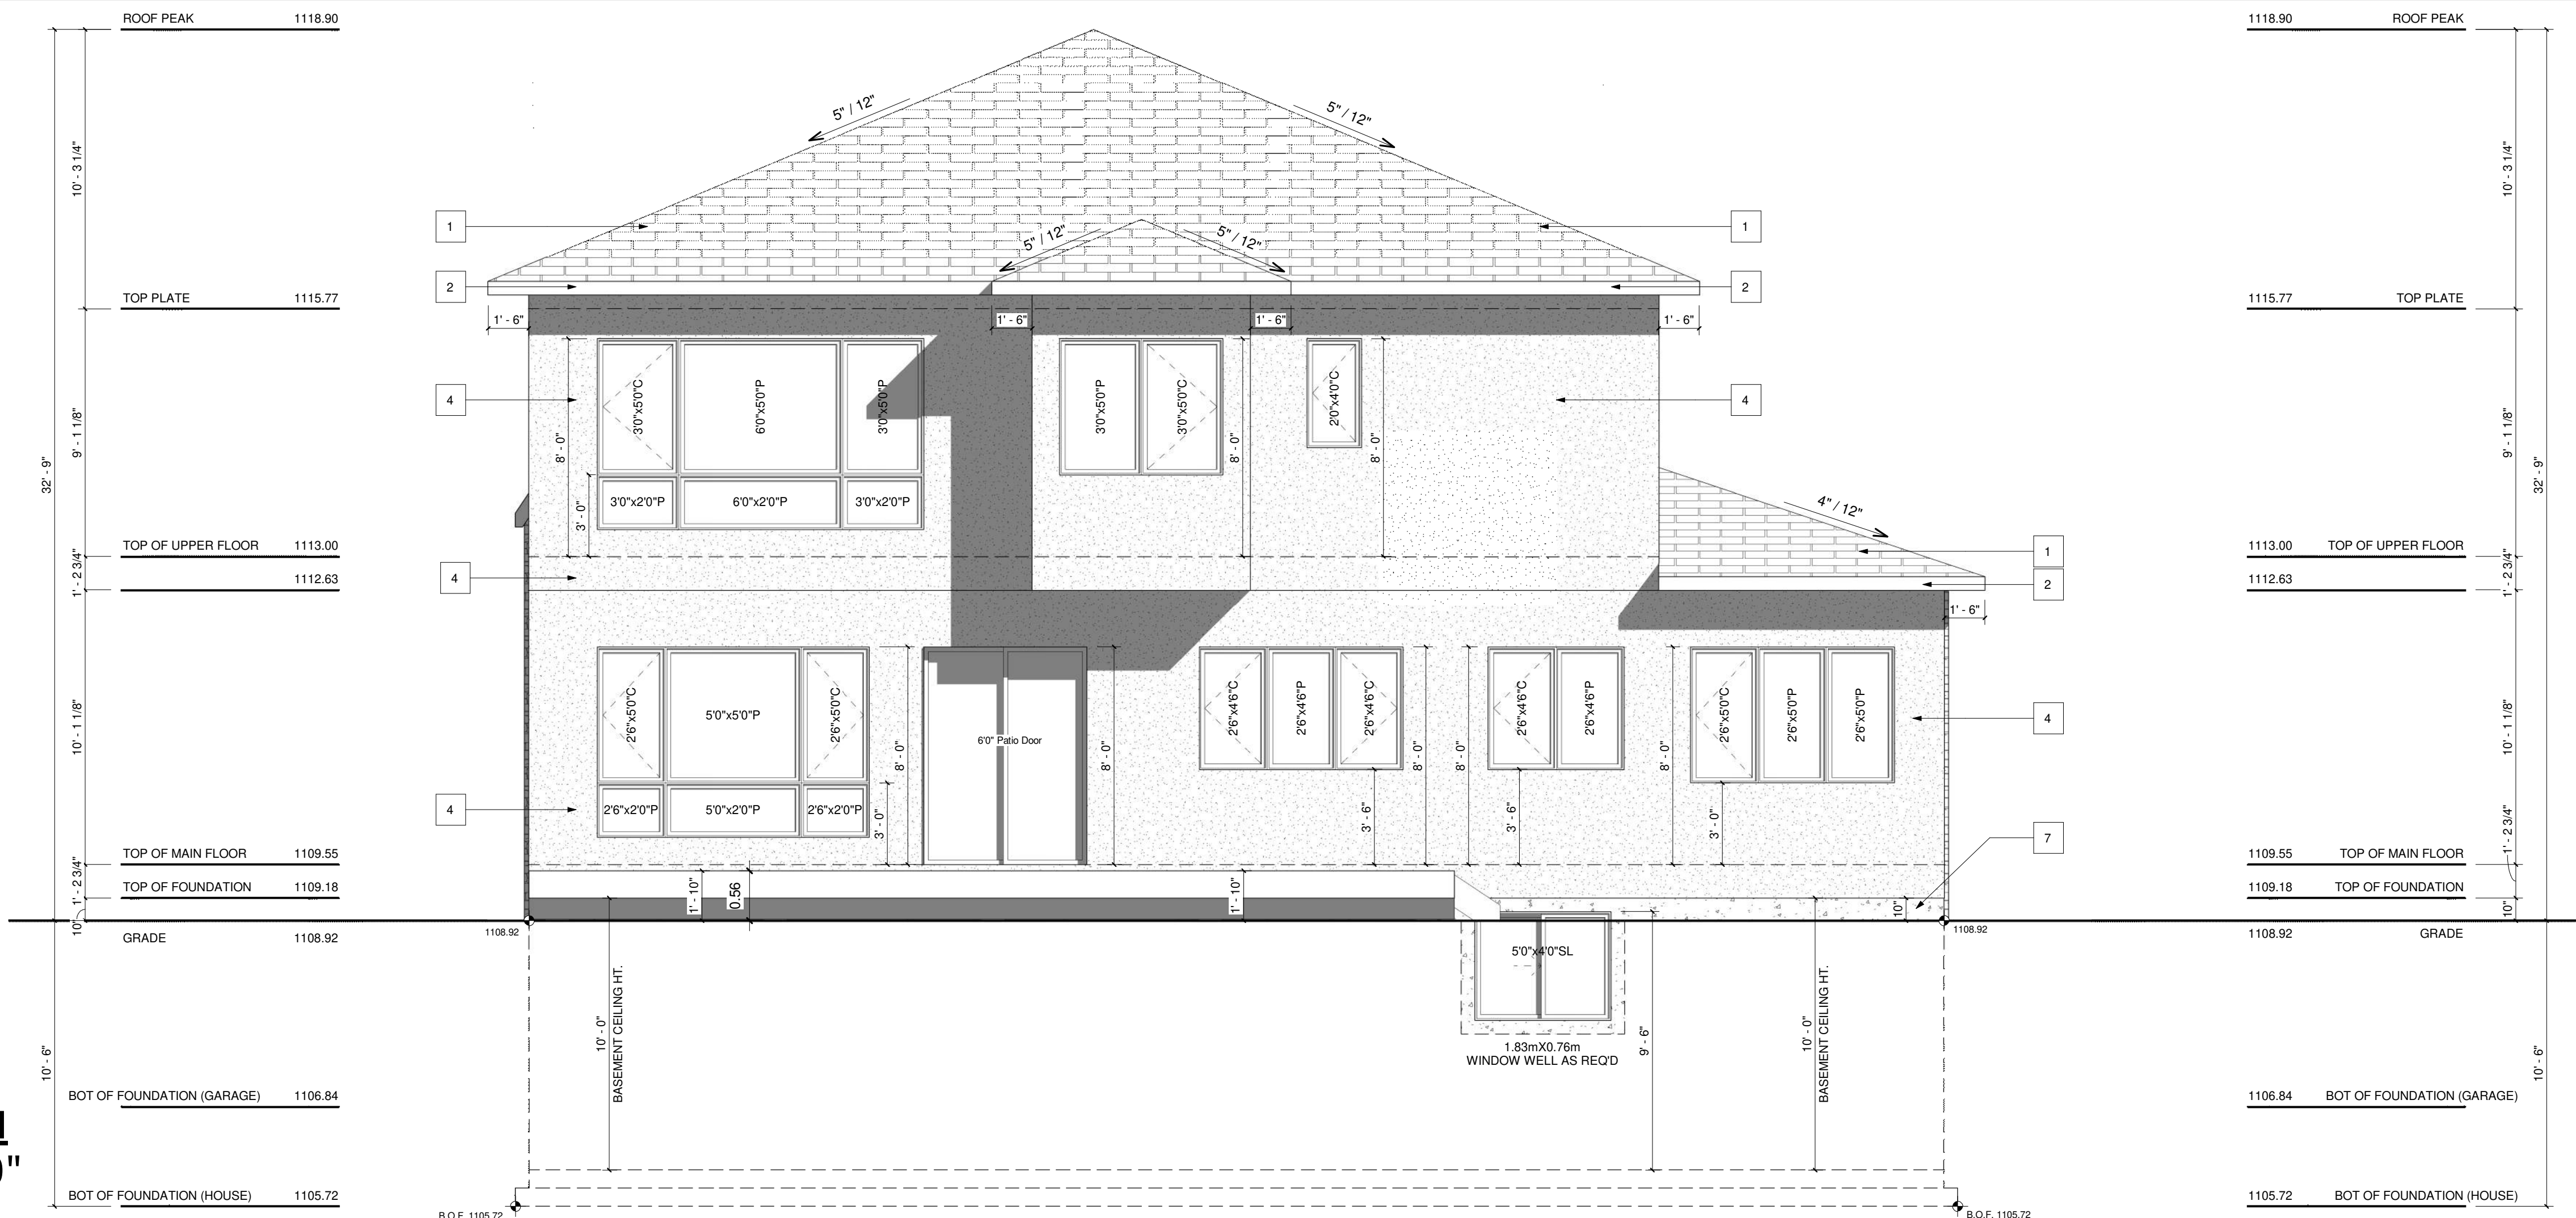 ROOF PEAK 1118.90
1118.90 ROOF PEAK
5" / 12"
5" / 12"
10' - 3 1/4"
10' - 3 1/4"
1
1
5" / 12"
5" / 12"
2
2
TOP PLATE 1115.77
1115.77 TOP PLATE
1' - 6"
1' - 6"
1' - 6"
1' - 6"
4
3'0"x5'0"C
6'0"x5'0"P
3'0"x5'0"P
3'0"x5'0"P
3'0"x5'0"C
2'0"x4'0"C
4
9' - 1 1/8"
8' - 0"
8' - 0"
8' - 0"
9' - 1 1/8"
32' - 9"
32' - 9"
3'0"x2'0"P
6'0"x2'0"P
3'0"x2'0"P
3' - 0"
4" / 12"
TOP OF UPPER FLOOR 1113.00
1113.00 TOP OF UPPER FLOOR
1
1' - 2 3/4"
1112.63
4
2
1112.63
1' - 2 3/4"
1' - 6"
10' - 1 1/8"
2'6"x5'0"C
5'0"x5'0"P
2'6"x5'0"C
6'0" Patio Door
2'6"x4'6"C
2'6"x4'6"P
2'6"x4'6"C
2'6"x4'6"C
2'6"x4'6"P
2'6"x5'0"C
2'6"x5'0"P
2'6"x5'0"P
4
10' - 1 1/8"
8' - 0"
8' - 0"
8' - 0"
8' - 0"
8' - 0"
4
2'6"x2'0"P
5'0"x2'0"P
2'6"x2'0"P
3' - 0"
3' - 6"
3' - 6"
3' - 0"
7
TOP OF MAIN FLOOR 1109.55
1109.55 TOP OF MAIN FLOOR
1' - 2 3/4"
1' - 2 3/4"
TOP OF FOUNDATION 1109.18
1109.18 TOP OF FOUNDATION
1' - 10"
0.56
1' - 10"
10"
10"
10"
GRADE 1108.92
1108.92
1108.92
1108.92 GRADE
5'0"x4'0"SL
10' - 0"
BASEMENT CEILING HT.
1.83mX0.76m
WINDOW WELL AS REQ'D
9' - 6"
10' - 0"
BASEMENT CEILING HT.
10' - 6"
10' - 6"
BOT OF FOUNDATION (GARAGE) 1106.84
1106.84 BOT OF FOUNDATION (GARAGE)
BOT OF FOUNDATION (HOUSE) 1105.72
1105.72 BOT OF FOUNDATION (HOUSE)
B.O.F. 1105.72
B.O.F. 1105.72